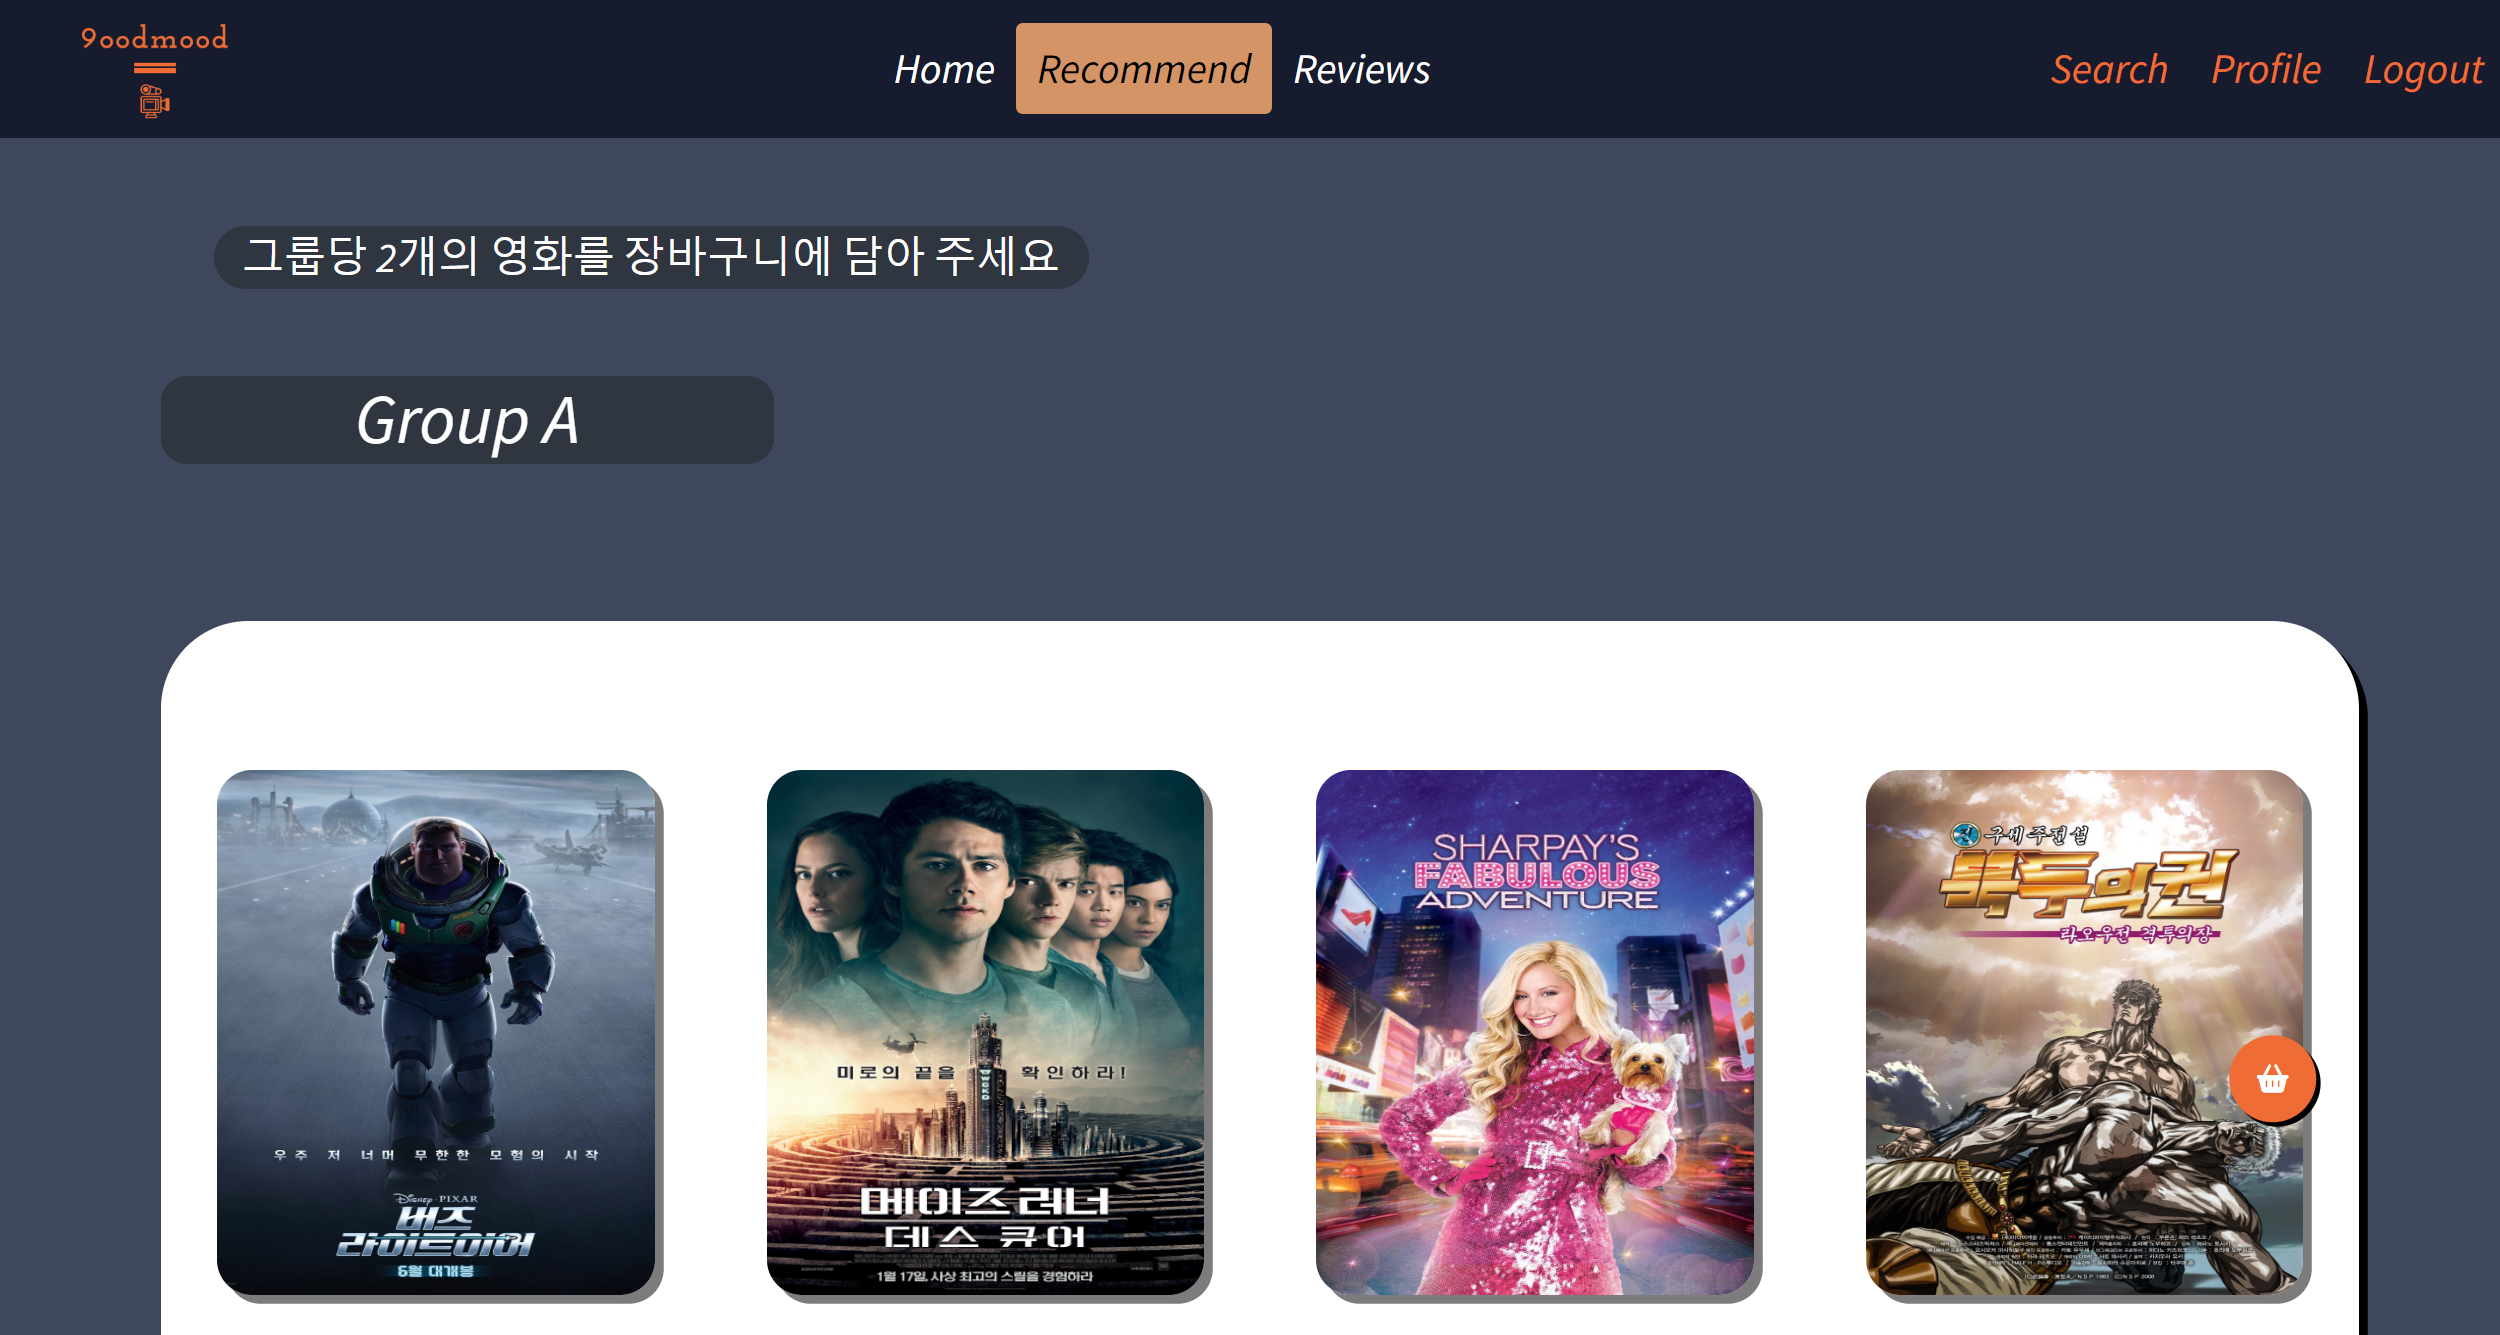 9oodmood
Home Recommend Reviews
Search Profile Logout
그룹당 2개의 영화를 장바구니에 담아 주세요
Group A
우주 저 너머 무한한 모험의 시작
Disney·PIXAR
버즈
라이트이어
6월 대개봉
미로의 끝을 확인하라!
WCKD
메이즈 러너
데스 큐어
1월 17일, 사상 최고의 스릴을 경험하라
SHARPAY'S
FABULOUS
ADVENTURE
진 구세주전설
북두의권
라오우전 격투의장